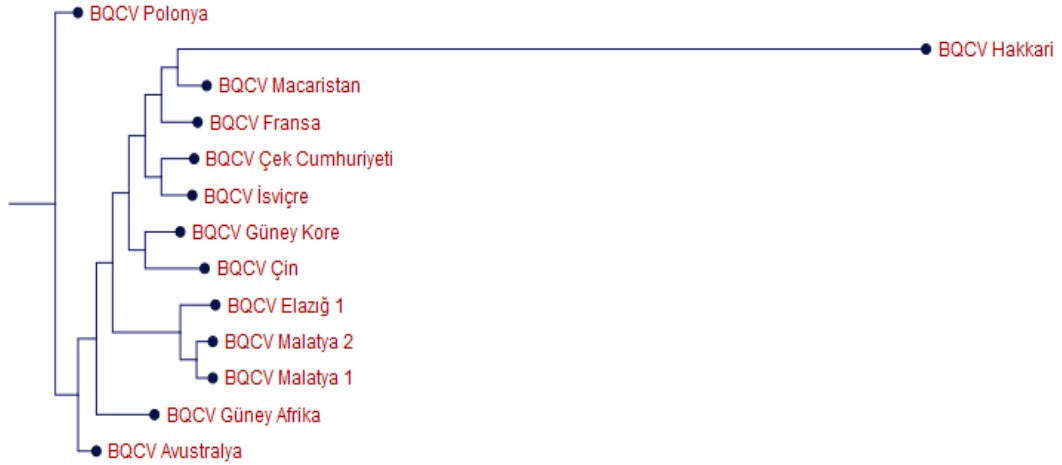 BQCV Polonya
BQCV Hakkari
BQCV Macaristan
BQCV Fransa
BQCV Çek Cumhuriyeti
BQCV İsviçre
BQCV Güney Kore
BQCV Çin
BQCV Elazığ 1
BQCV Malatya 2
BQCV Malatya 1
BQCV Güney Afrika
BQCV Avustralya